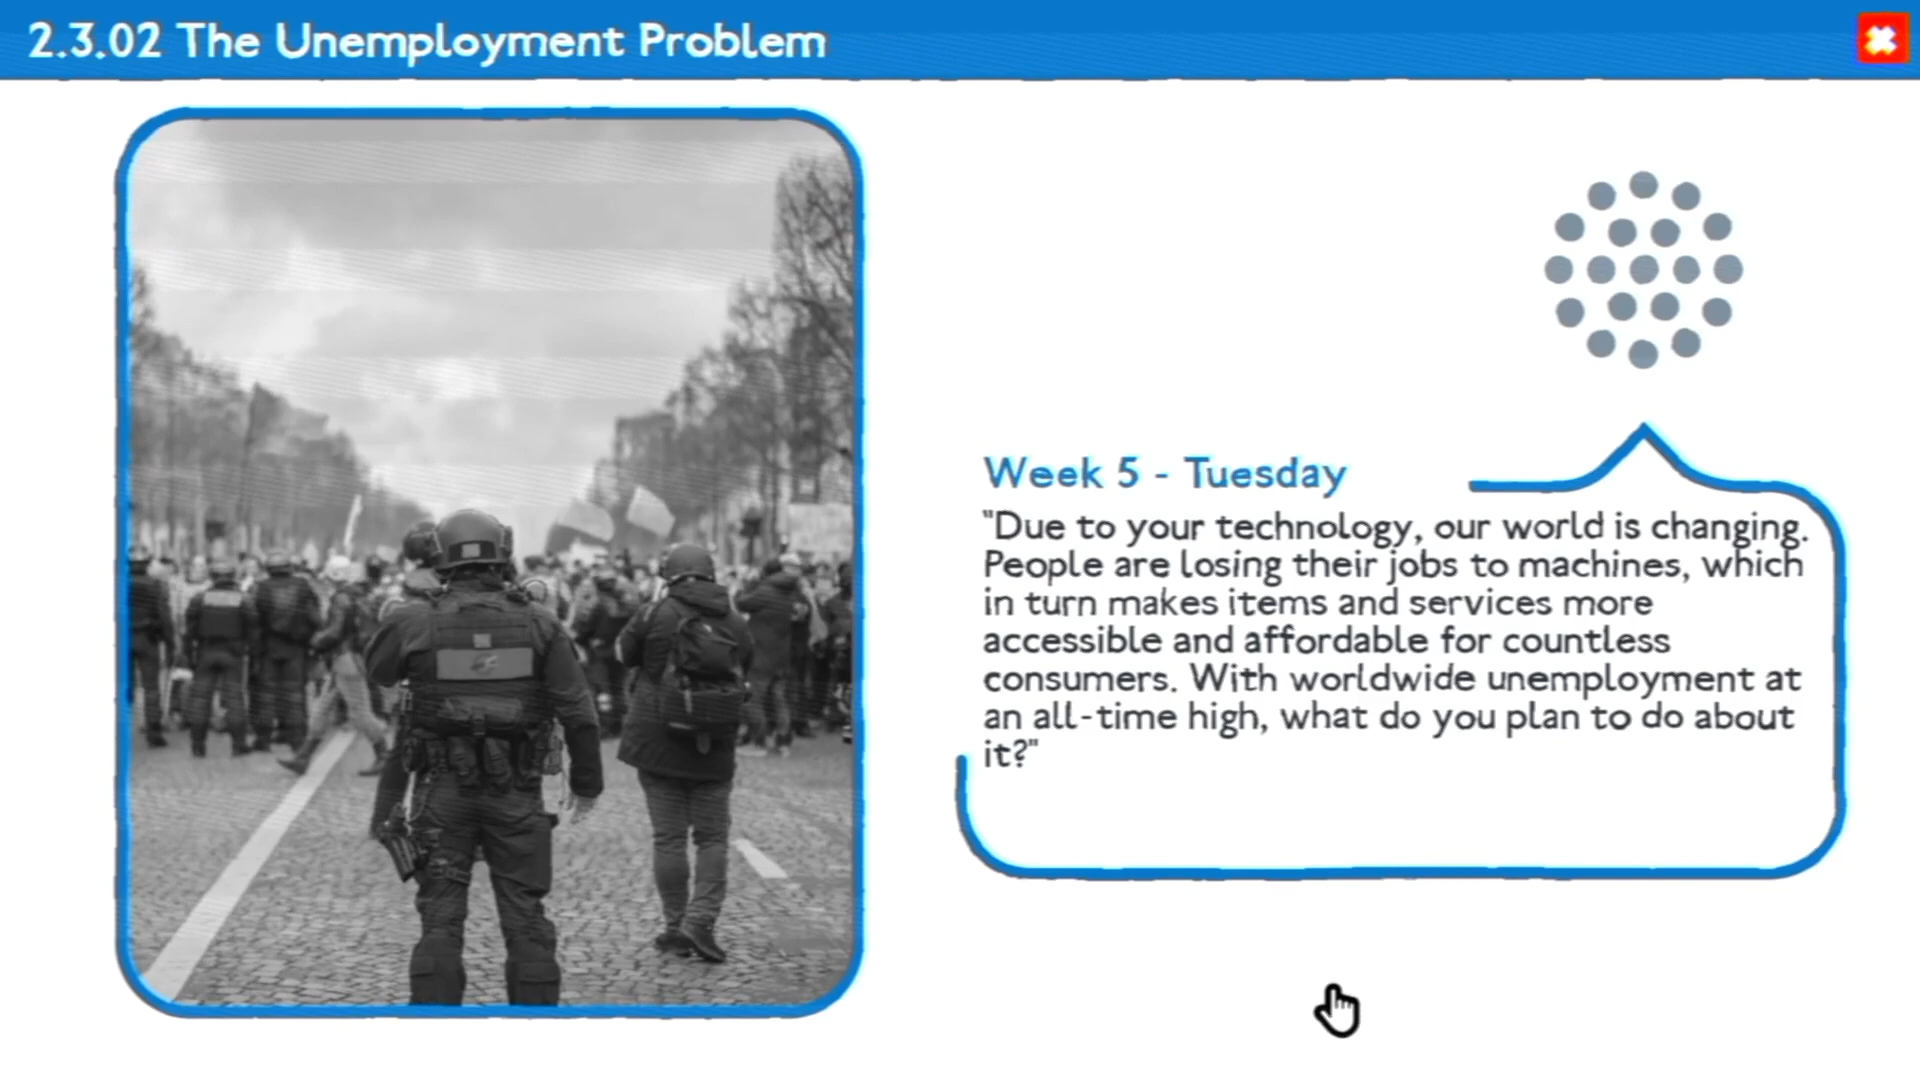 2.3.02 The Unemployment Problem
Week 5 - Tuesday
"Due to your technology, our world is changing.
People are losing their jobs to machines, which
in turn makes items and services more
accessible and affordable for countless
consumers. With worldwide unemployment at
an all-time high, what do you plan to do about
it?"